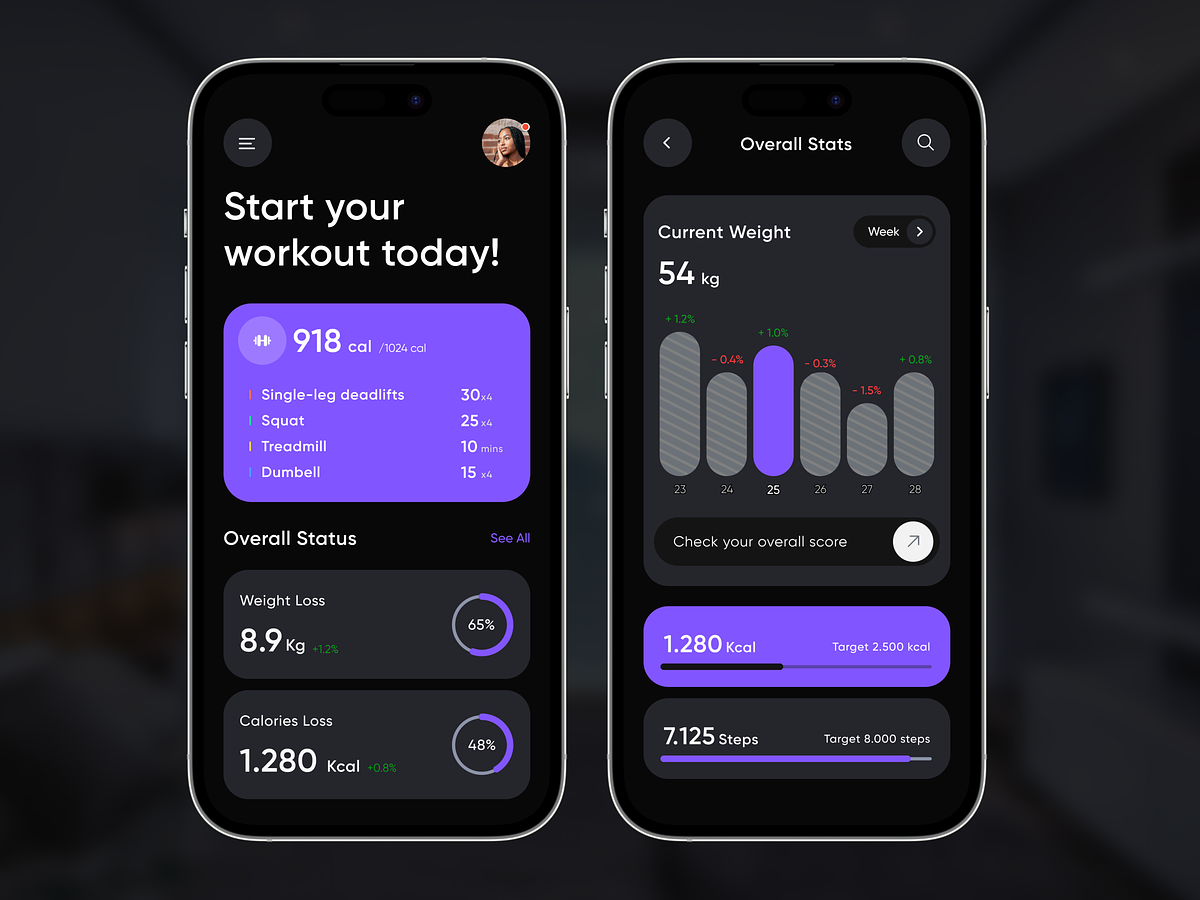 Start your
workout today!
918 cal /1024 cal
Single-leg deadlifts 30x4
Squat 25x4
Treadmill 10 mins
Dumbell 15 x4
Overall Status See All
Weight Loss
8.9 Kg +1.2%
65%
Calories Loss
1.280 Kcal +0.8%
48%
Overall Stats
Current Weight Week
54 kg
+ 1.2% - 0.4% + 1.0% - 0.3% - 1.5% + 0.8%
23 24 25 26 27 28
Check your overall score
1.280 Kcal Target 2.500 kcal
7.125 Steps Target 8.000 steps